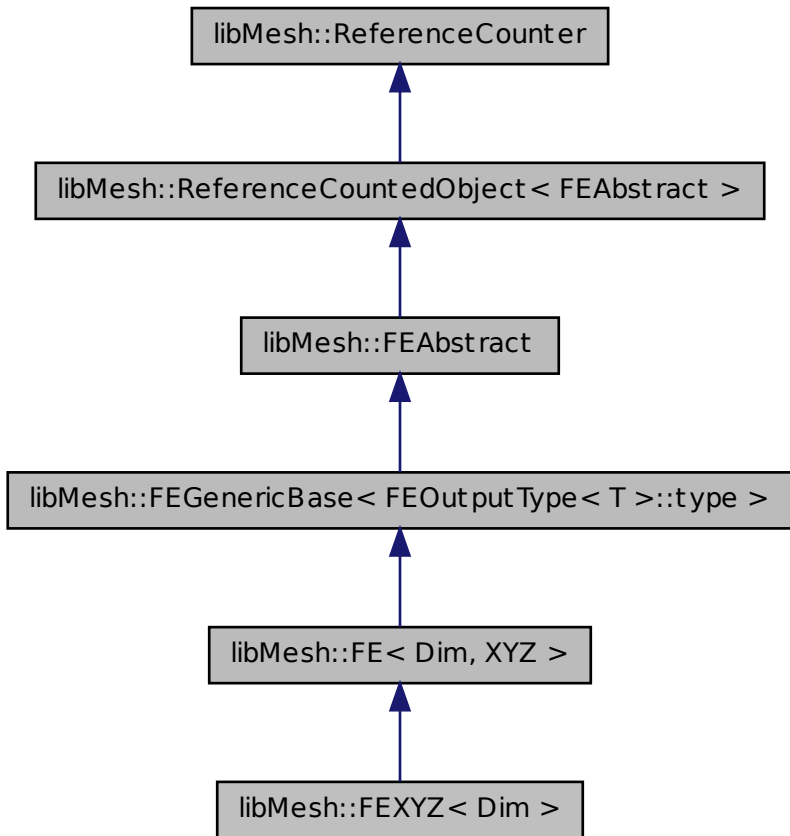 libMesh::ReferenceCounter
libMesh::ReferenceCountedObject< FEAbstract >
libMesh::FEAbstract
libMesh::FEGenericBase< FEOutputType< T >::type >
libMesh::FE< Dim, XYZ >
libMesh::FEXYZ< Dim >